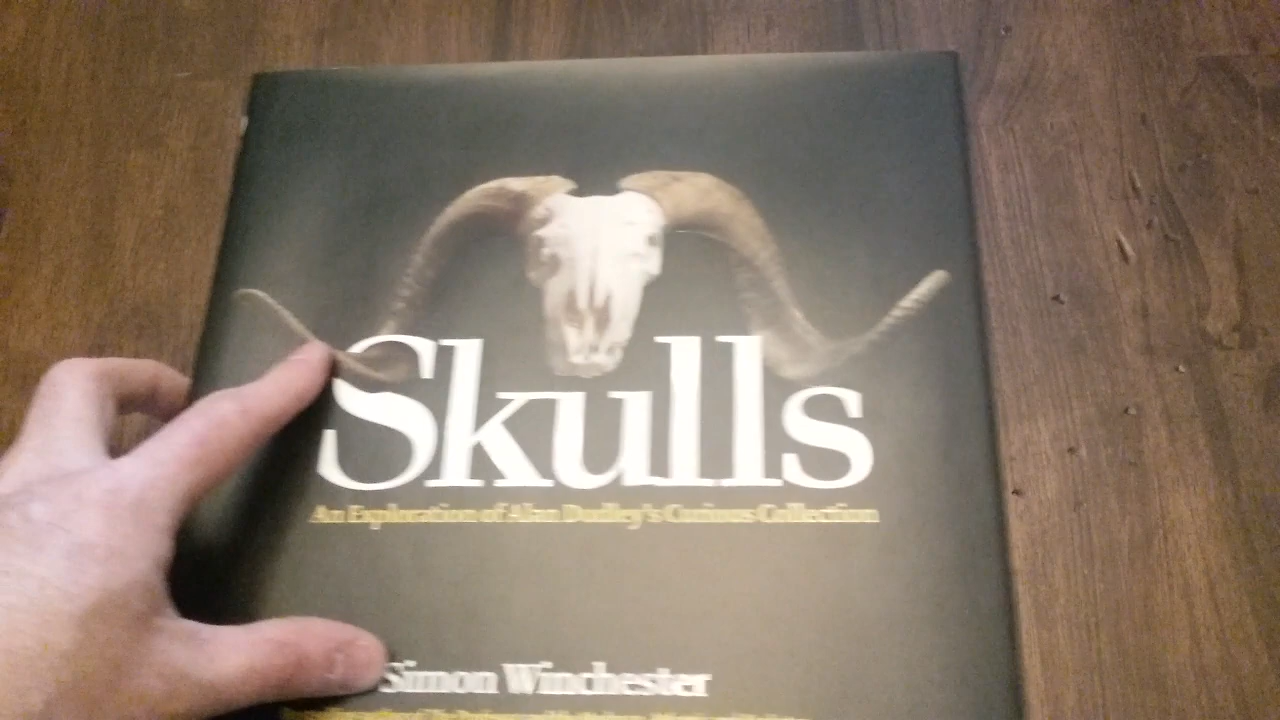 Skulls
An Exploration of Alan Dudley's Curious Collection
Simon Winchester